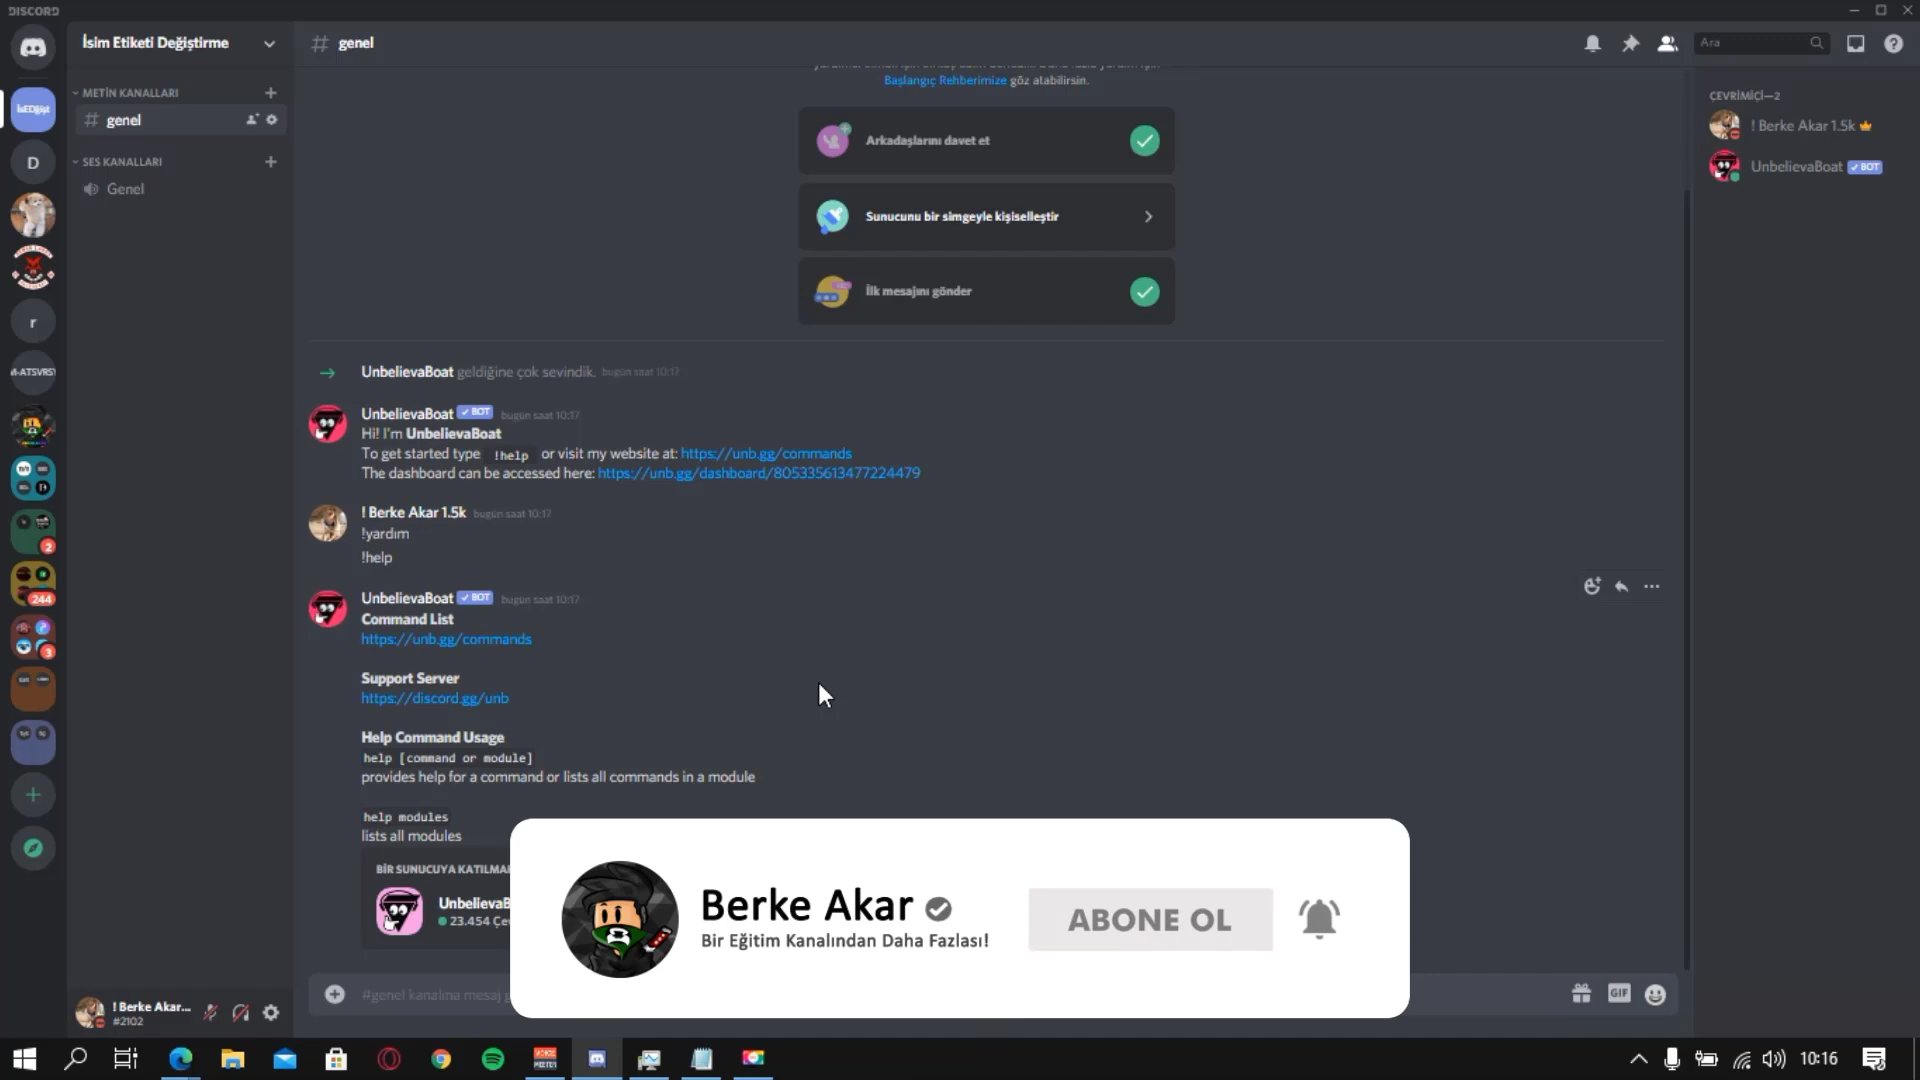 DISCORD
İsim Etiketi Değiştirme
# genel
Ara
METİN KANALLARI
# genel
SES KANALLARI
Genel
D
r
Başlangıç Rehberimize göz atabilirsin.
Arkadaşlarını davet et
Sunucunu bir simgeyle kişiselleştir
İlk mesajını gönder
UnbelievaBoat geldiğine çok sevindik. bugün saat 10:17
UnbelievaBoat BOT bugün saat 10:17
Hi! I'm UnbelievaBoat
To get started type !help or visit my website at: https://unb.gg/commands
The dashboard can be accessed here: https://unb.gg/dashboard/805335613477224479
! Berke Akar 1.5k bugün saat 10:17
!yardım
!help
UnbelievaBoat BOT bugün saat 10:17
Command List
https://unb.gg/commands
Support Server
https://discord.gg/unb
Help Command Usage
help [command or module]
provides help for a command or lists all commands in a module
help modules
lists all modules
BİR SUNUCUYA KATILMA
UnbelievaB
23.454 Çe
#genel kanalına mesaj g
GIF
ÇEVRİMİÇİ—2
! Berke Akar 1.5k
UnbelievaBoat BOT
2
244
3
! Berke Akar...
#2102
Berke Akar
Bir Eğitim Kanalından Daha Fazlası!
ABONE OL
10:16